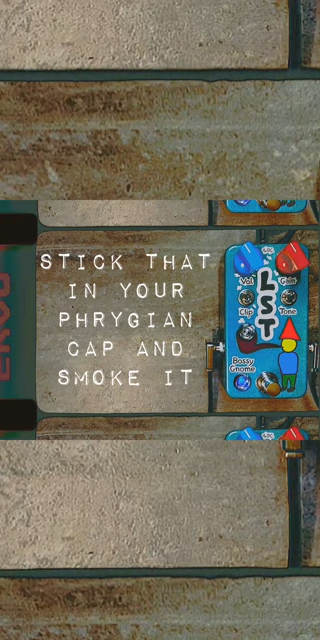 STICK THAT
IN YOUR
PHRYGIAN
CAP AND
SMOKE IT
Vol
Gain
LST
Clip
Tone
Bossy
Gnome